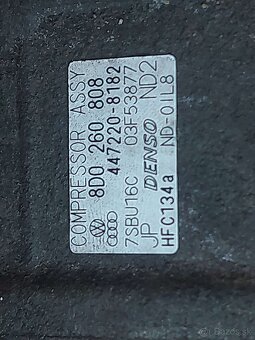 COMPRESSOR ASSY
8D0 260 808
447220-8182
7SBU16C 03F53877
JP DENSO ND2
HFC134a ND-OIL8